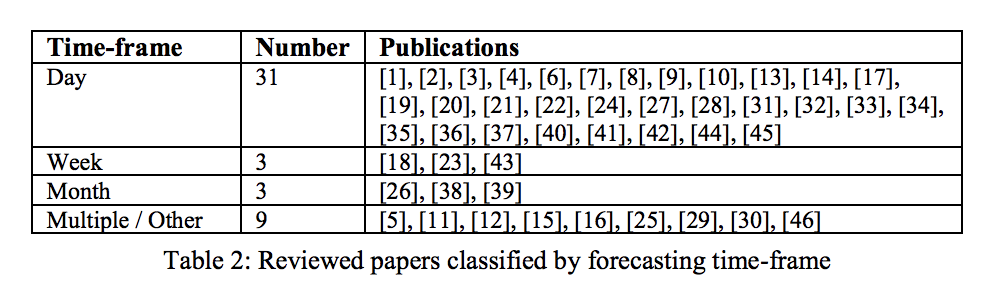 Time-frame Number Publications
Day 31 [1], [2], [3], [4], [6], [7], [8], [9], [10], [13], [14], [17],
[19], [20], [21], [22], [24], [27], [28], [31], [32], [33], [34],
[35], [36], [37], [40], [41], [42], [44], [45]
Week 3 [18], [23], [43]
Month 3 [26], [38], [39]
Multiple / Other 9 [5], [11], [12], [15], [16], [25], [29], [30], [46]
Table 2: Reviewed papers classified by forecasting time-frame